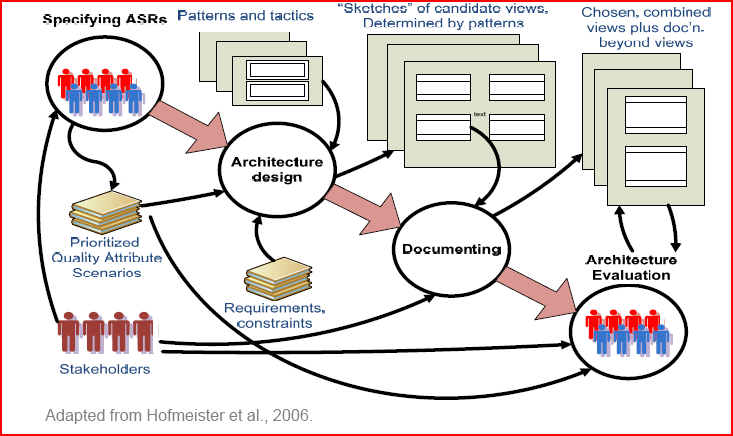 Specifying ASRs
Patterns and tactics
“Sketches” of candidate views,
Determined by patterns
Chosen, combined
views plus doc’n.
beyond views
text
Architecture
design
Prioritized
Quality Attribute
Scenarios
Requirements,
constraints
Documenting
Architecture
Evaluation
Stakeholders
Adapted from Hofmeister et al., 2006.